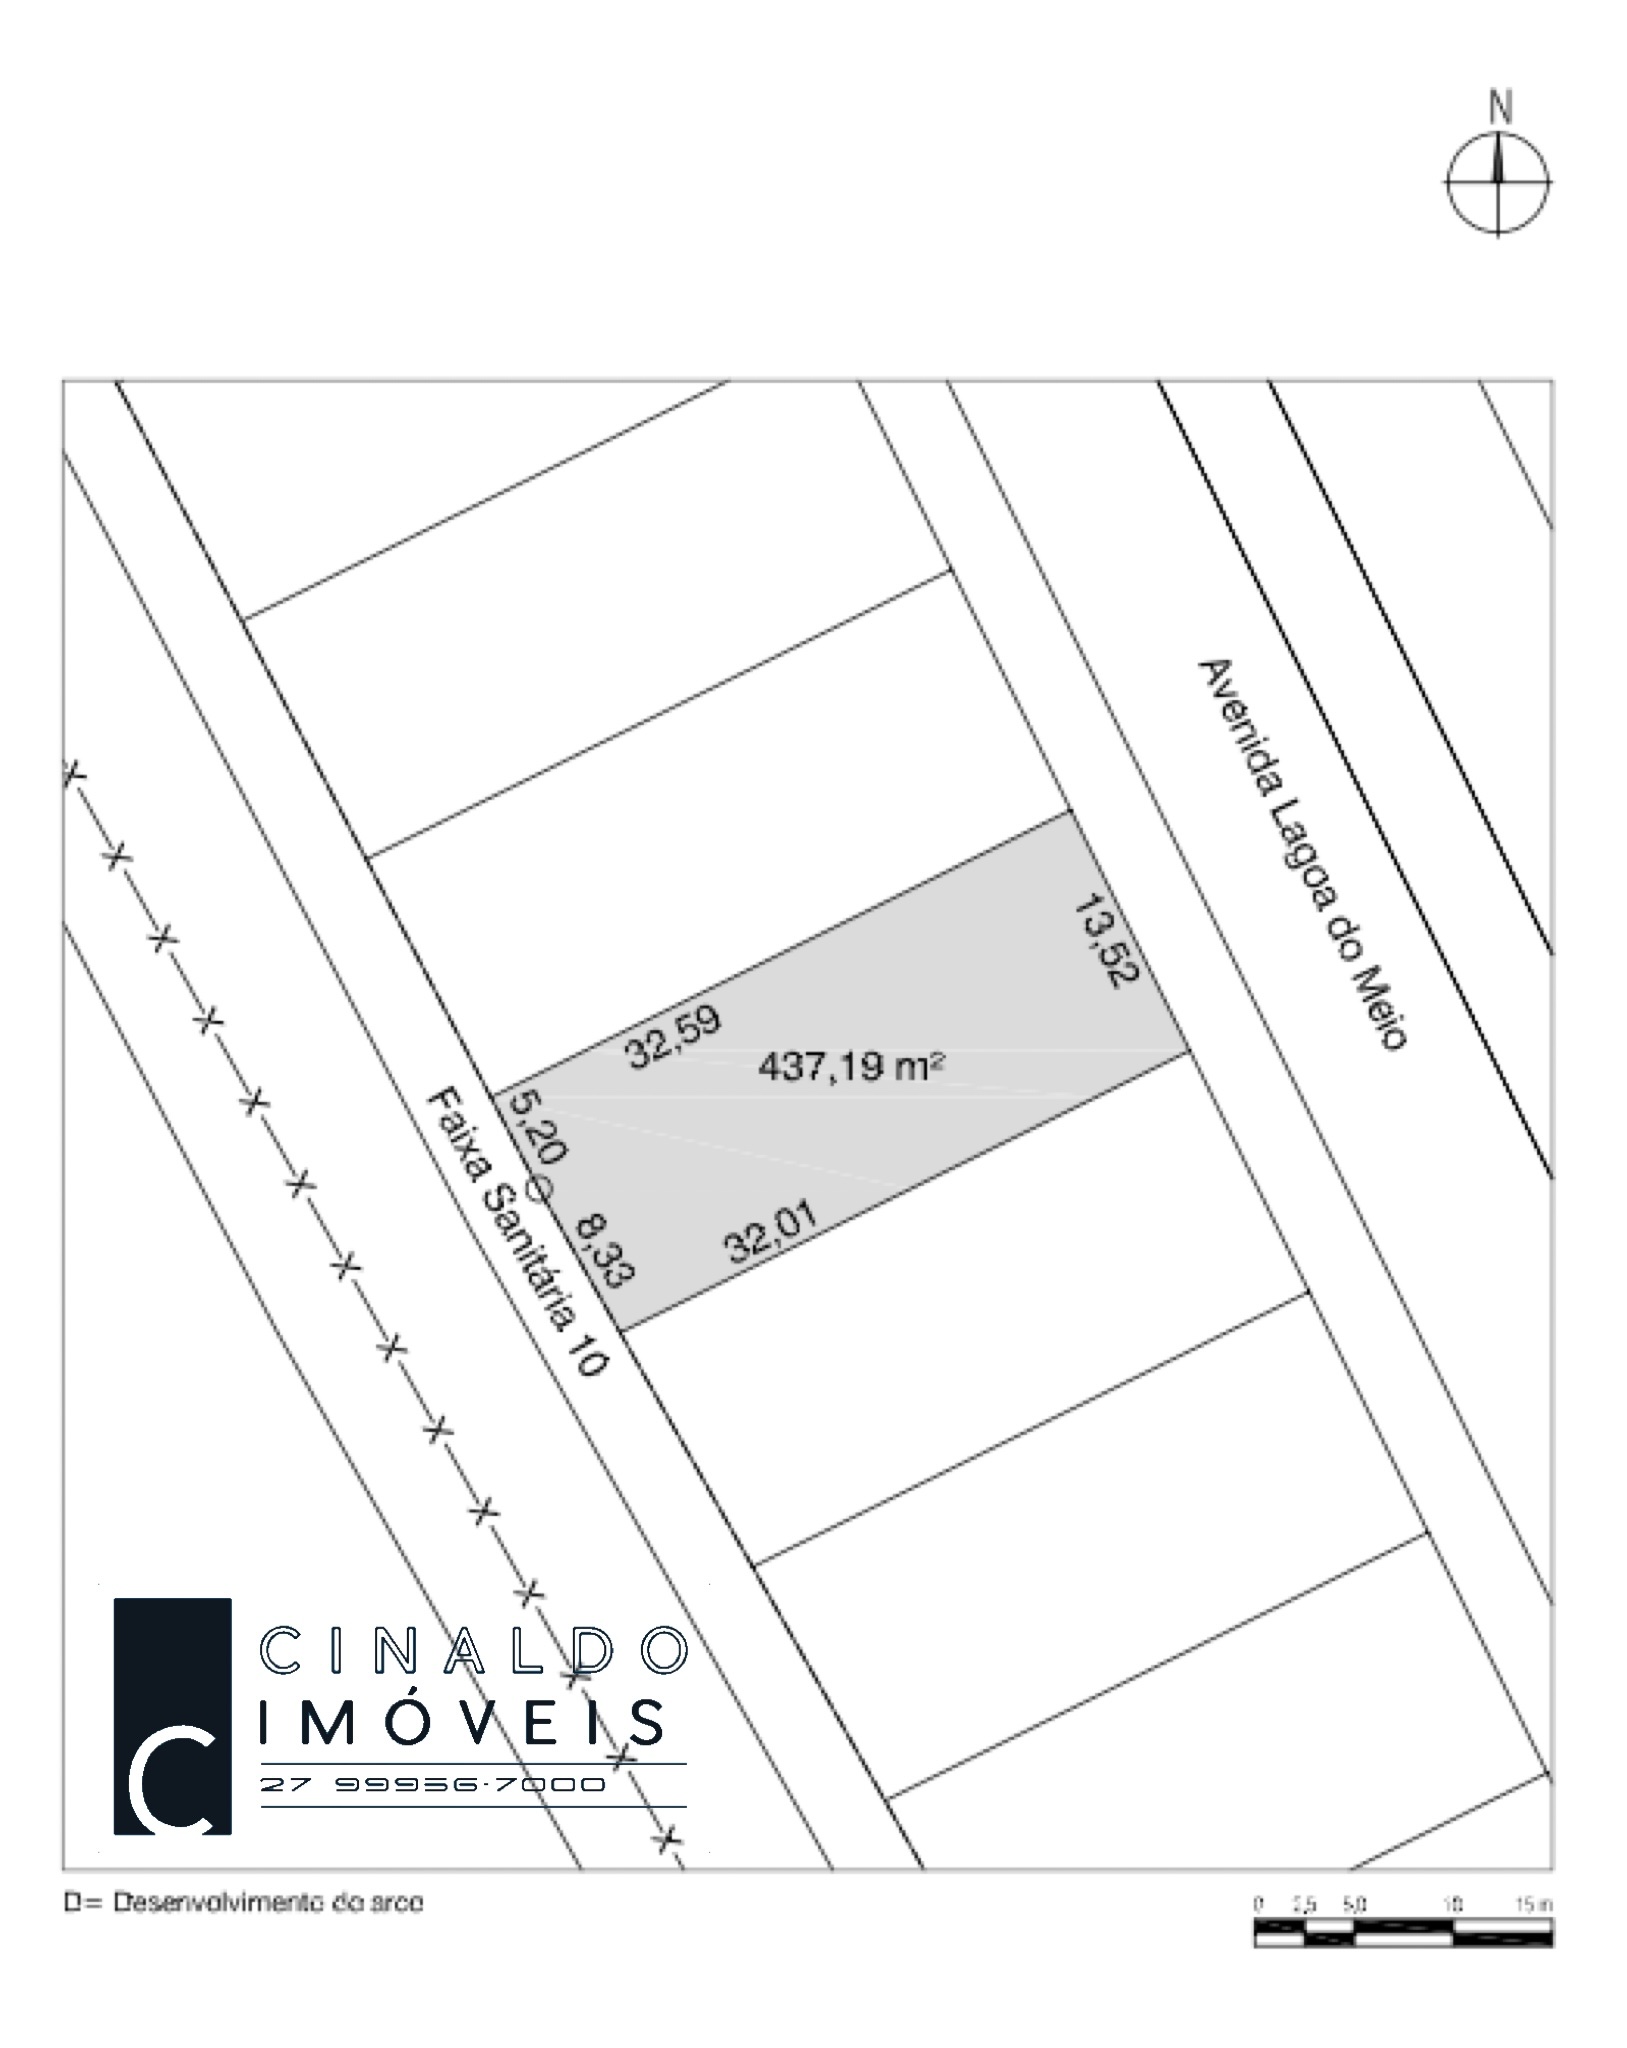 N
Avenida Lagoa do Meio
13,52
32,59
437,19 m²
5,20
Faixa Sanitária 10
8,33
32,01
CINALDO
IMÓVEIS
27 99956-7000
D= Desenvolvimento do arco
0 2,5 5,0 10 15 m